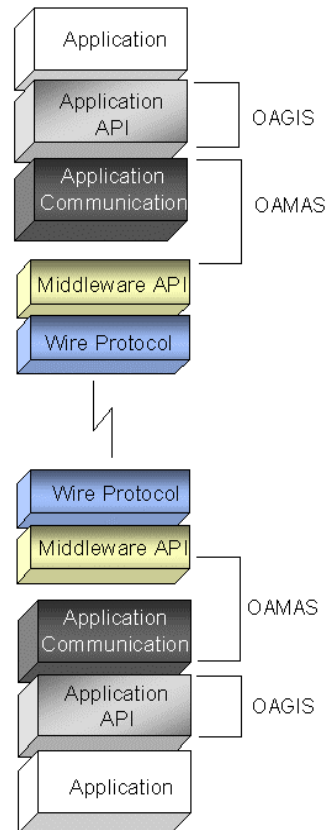 Application
Application
API
OAGIS
Application
Communication
OAMAS
Middleware API
Wire Protocol
Wire Protocol
Middleware API
OAMAS
Application
Communication
Application
API
OAGIS
Application